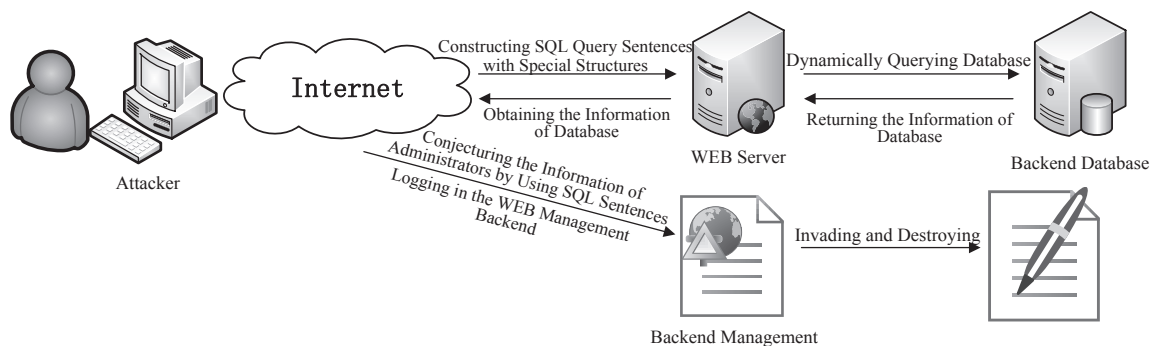 Constructing SQL Query Sentences
with Special Structures
Dynamically Querying Database
Internet
Obtaining the Information
of Database
Returning the Information of
Database
Attacker
WEB Server
Backend Database
Conjecturing the Information of
Administrators by Using SQL Sentences
Logging in the WEB Management
Backend
Invading and Destroying
Backend Management